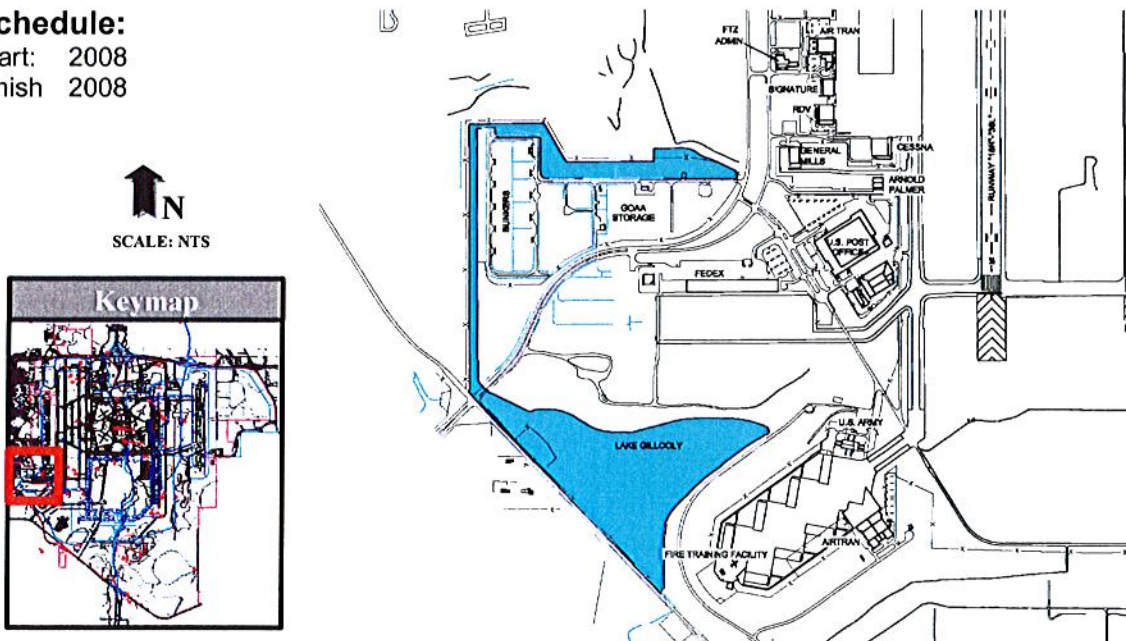 chedule:
art: 2008
nish 2008
N
SCALE: NTS
Keymap
FTZ
ADMIN
AIR TRAN
SIGNATURE
RDV
GENERAL
MILLS
CESSNA
ARNOLD
PALMER
BUNKERS
GOAA
STORAGE
U.S. POST
OFFICE
FEDEX
LAKE GILLOOLY
U.S. ARMY
FIRE TRAINING FACILITY
AIRTRAN